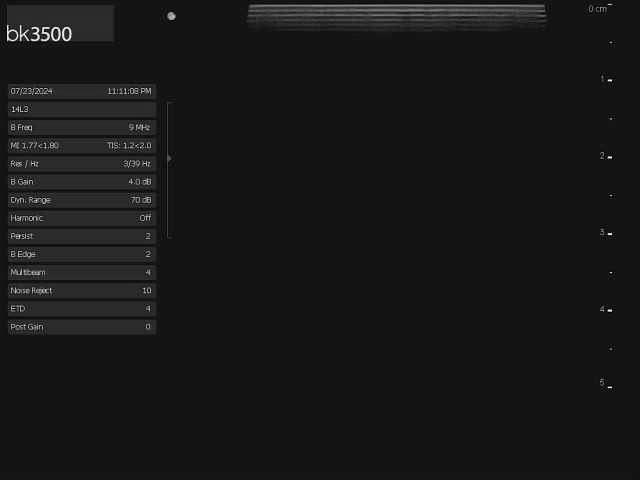 bk3500
0 cm
07/23/2024 11:11:08 PM
14L3
B Freq 9 MHz
MI 1.77<1.80 TIS: 1.2<2.0
Res / Hz 3/39 Hz
B Gain 4.0 dB
Dyn. Range 70 dB
Harmonic Off
Persist 2
B Edge 2
Multibeam 4
Noise Reject 10
ETD 4
Post Gain 0
1
2
3
4
5